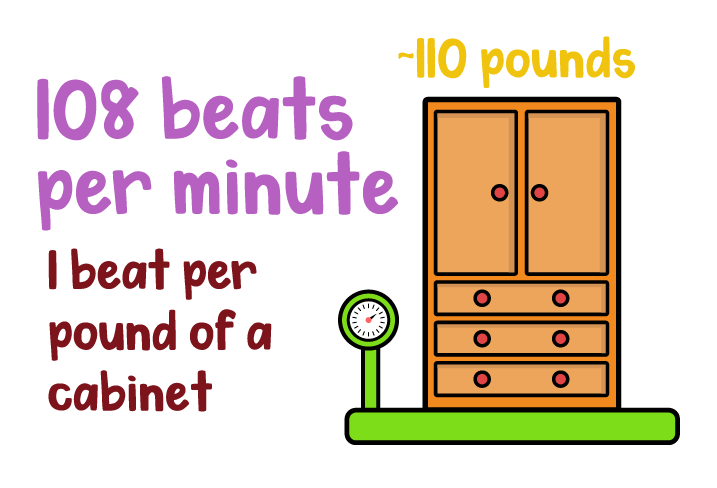 ~110 pounds
108 beats
per minute
1 beat per
pound of a
cabinet